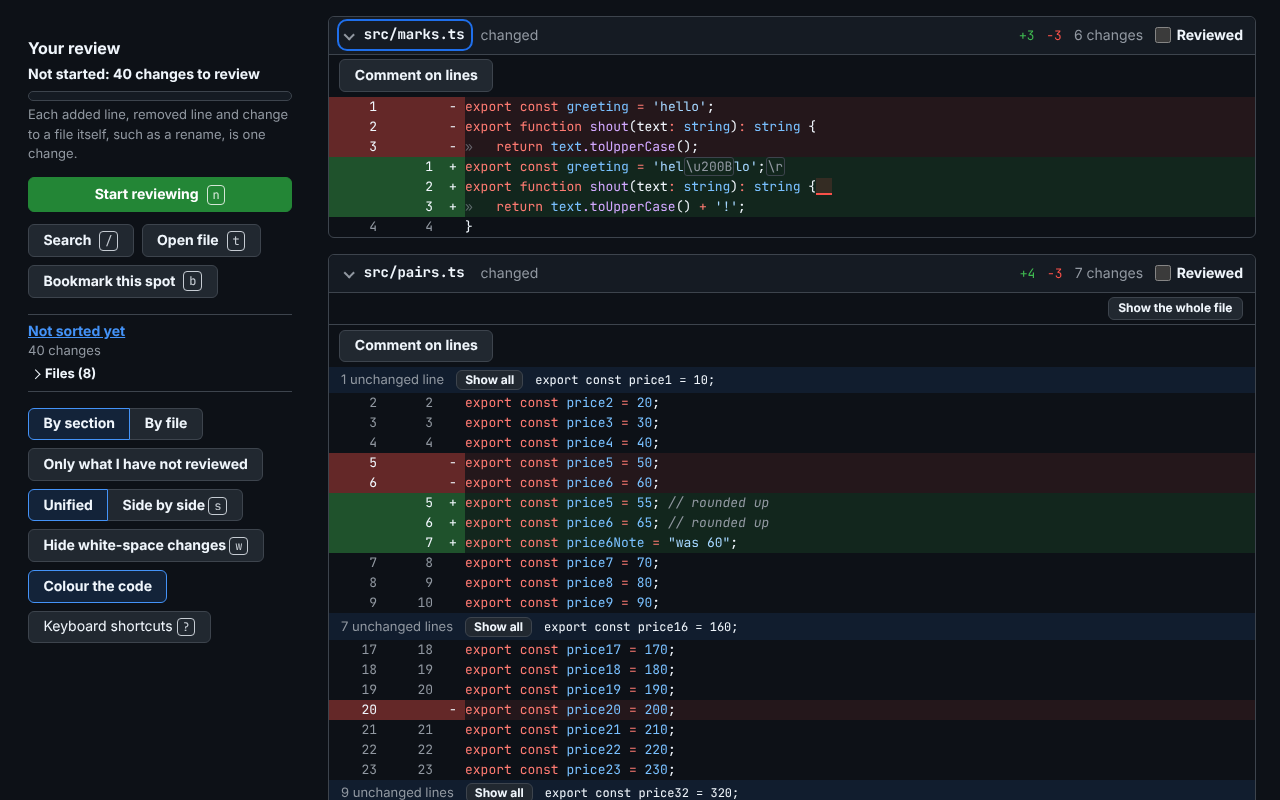 Your review
Not started: 40 changes to review
Each added line, removed line and change
to a file itself, such as a rename, is one
change.
Start reviewing n
Search / Open file t
Bookmark this spot b
Not sorted yet
40 changes
Files (8)
By section By file
Only what I have not reviewed
Unified Side by side s
Hide white-space changes w
Colour the code
Keyboard shortcuts ?
src/marks.ts changed +3 -3 6 changes Reviewed
Comment on lines
1 - export const greeting = 'hello';
2 - export function shout(text: string): string {
3 - » return text.toUpperCase();
1 + export const greeting = 'hel\u200Blo';\r
2 + export function shout(text: string): string {
3 + » return text.toUpperCase() + '!';
4 4 }
src/pairs.ts changed +4 -3 7 changes Reviewed
Show the whole file
Comment on lines
1 unchanged line Show all export const price1 = 10;
2 2 export const price2 = 20;
3 3 export const price3 = 30;
4 4 export const price4 = 40;
5 - export const price5 = 50;
6 - export const price6 = 60;
5 + export const price5 = 55; // rounded up
6 + export const price6 = 65; // rounded up
7 + export const price6Note = "was 60";
7 8 export const price7 = 70;
8 9 export const price8 = 80;
9 10 export const price9 = 90;
7 unchanged lines Show all export const price16 = 160;
17 18 export const price17 = 170;
18 19 export const price18 = 180;
19 20 export const price19 = 190;
20 - export const price20 = 200;
21 21 export const price21 = 210;
22 22 export const price22 = 220;
23 23 export const price23 = 230;
9 unchanged lines Show all export const price32 = 320;